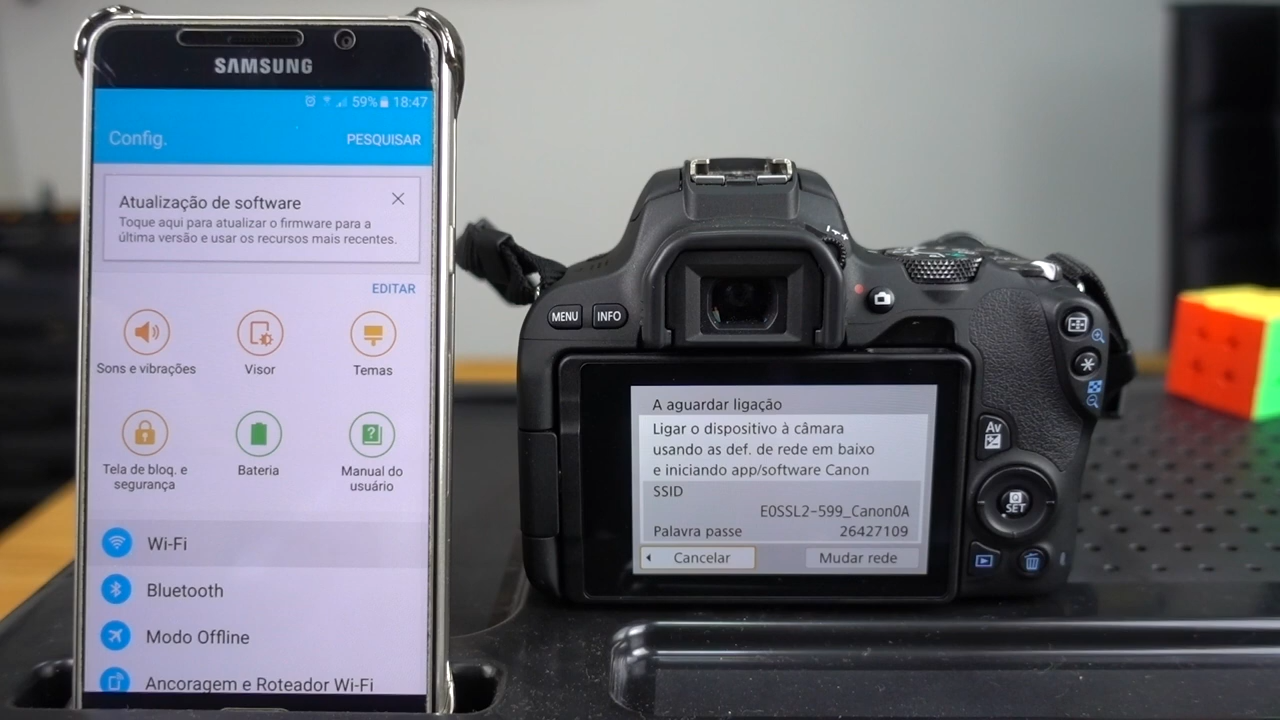 SAMSUNG
59% 18:47
Config. PESQUISAR
Atualização de software
Toque aqui para atualizar o firmware para a
última versão e usar os recursos mais recentes.
EDITAR
Sons e vibrações
Visor
Temas
Tela de bloq. e
segurança
Bateria
Manual do
usuário
Wi-Fi
Bluetooth
Modo Offline
Ancoragem e Roteador Wi-Fi
MENU
INFO
A aguardar ligação
Ligar o dispositivo à câmara
usando as def. de rede em baixo
e iniciando app/software Canon
SSID
EOSSL2-599_Canon0A
Palavra passe 26427109
Cancelar Mudar rede
Av
Q
SET